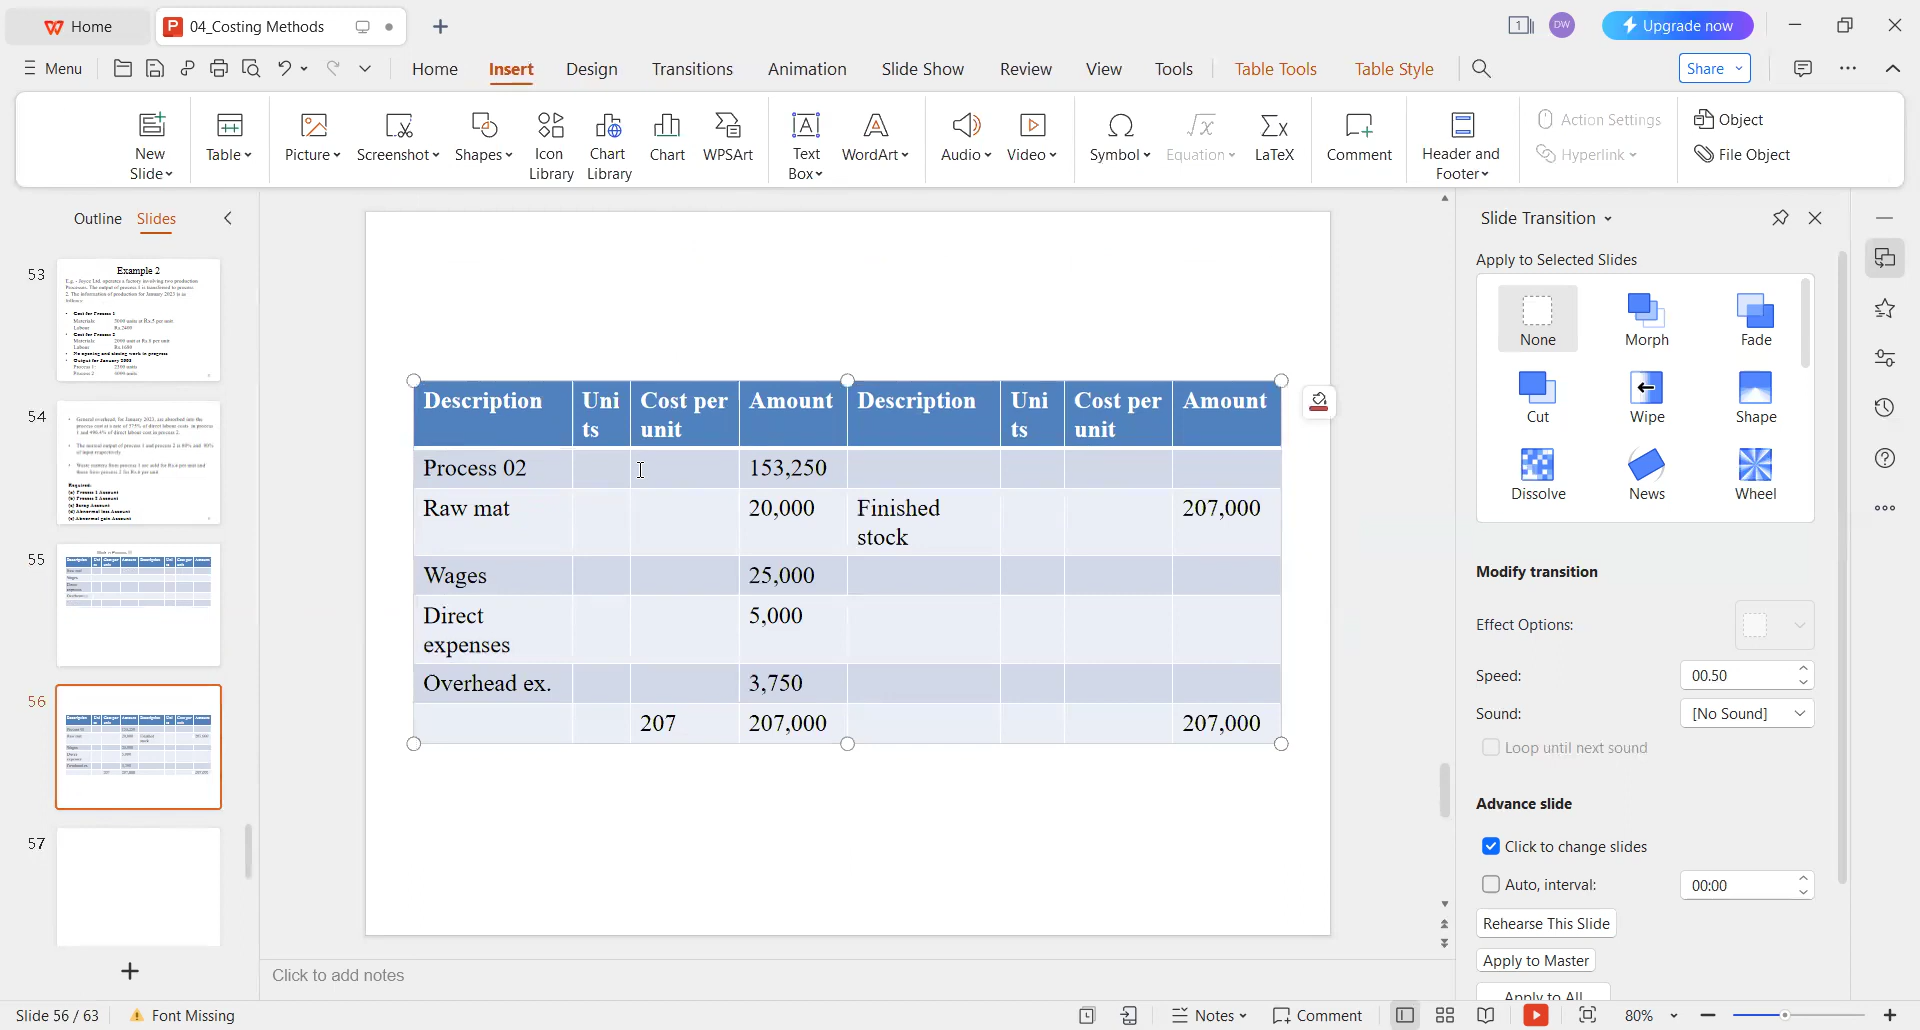 Home
04_Costing Methods
DW
Upgrade now
Menu
Home Insert Design Transitions Animation Slide Show Review View Tools Table Tools Table Style
Share
New Slide
Table
Picture
Screenshot
Shapes
Icon Library
Chart Library
Chart
WPSArt
Text Box
WordArt
Audio
Video
Symbol
Equation
LaTeX
Comment
Header and Footer
Action Settings
Hyperlink
Object
File Object
Outline Slides
53
Example 2
54
55
56
57
Description Uni ts Cost per unit Amount Description Uni ts Cost per unit Amount
Process 02 153,250
Raw mat 20,000 Finished stock 207,000
Wages 25,000
Direct expenses 5,000
Overhead ex. 3,750
207 207,000 207,000
Click to add notes
Slide Transition
Apply to Selected Slides
None Morph Fade
Cut Wipe Shape
Dissolve News Wheel
Modify transition
Effect Options:
Speed: 00.50
Sound: [No Sound]
Loop until next sound
Advance slide
Click to change slides
Auto, interval: 00:00
Rehearse This Slide
Apply to Master
Apply to All
Slide 56 / 63
Font Missing
Notes
Comment
80%